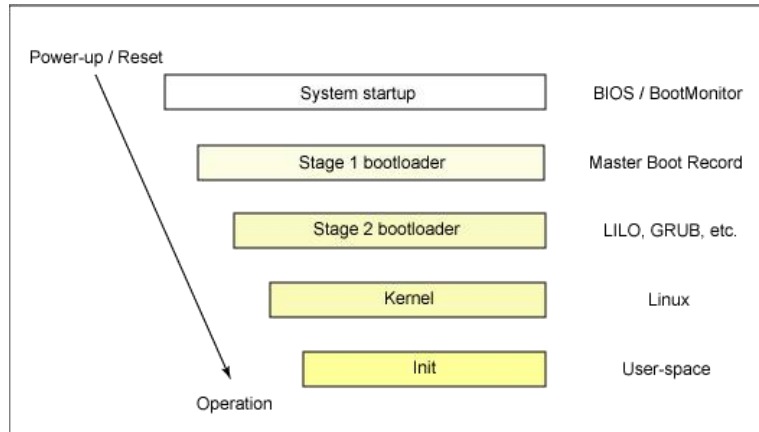 Power-up / Reset
System startup
BIOS / BootMonitor
Stage 1 bootloader
Master Boot Record
Stage 2 bootloader
LILO, GRUB, etc.
Kernel
Linux
Init
User-space
Operation